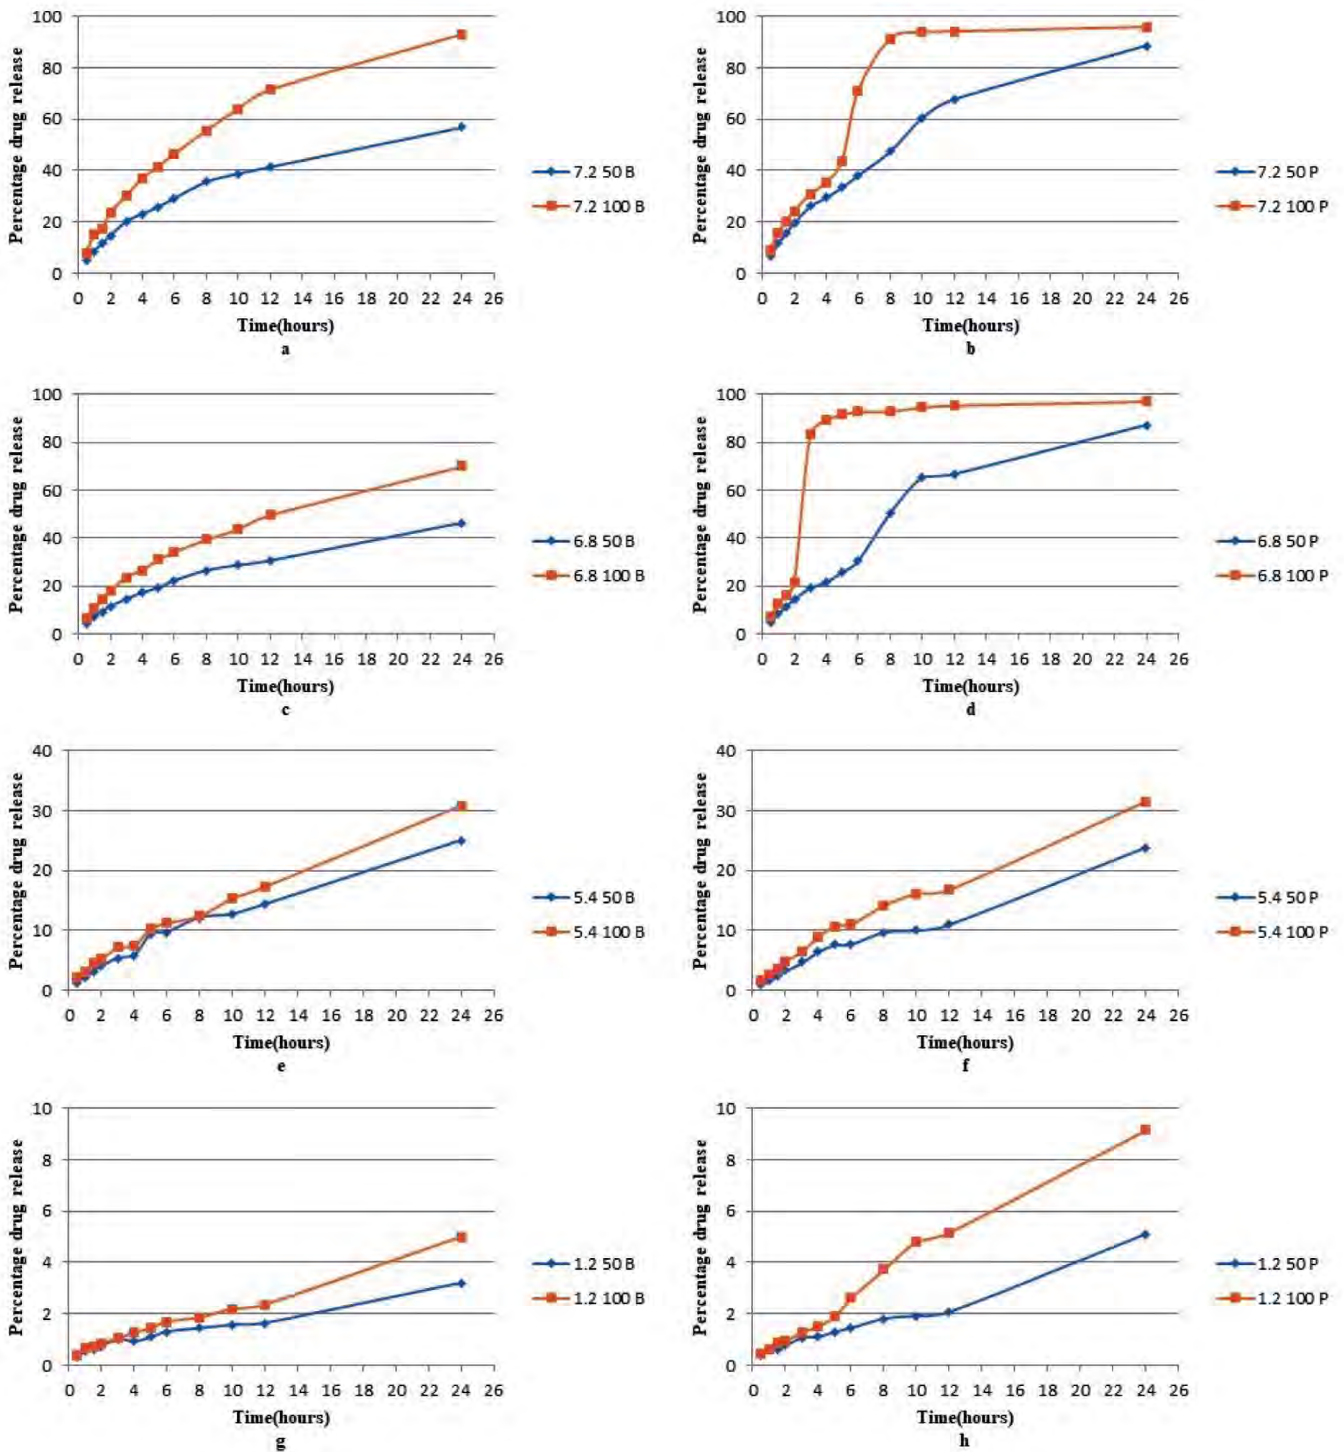 Percentage drug release
100
80
60
40
20
0
0 2 4 6 8 10 12 14 16 18 20 22 24 26
Time(hours)
a
7.2 50 B
7.2 100 B
Percentage drug release
100
80
60
40
20
0
0 2 4 6 8 10 12 14 16 18 20 22 24 26
Time(hours)
b
7.2 50 P
7.2 100 P
Percentage drug release
100
80
60
40
20
0
0 2 4 6 8 10 12 14 16 18 20 22 24 26
Time(hours)
c
6.8 50 B
6.8 100 B
Percentage drug release
100
80
60
40
20
0
0 2 4 6 8 10 12 14 16 18 20 22 24 26
Time(hours)
d
6.8 50 P
6.8 100 P
Percentage drug release
40
30
20
10
0
0 2 4 6 8 10 12 14 16 18 20 22 24 26
Time(hours)
e
5.4 50 B
5.4 100 B
Percentage drug release
40
30
20
10
0
0 2 4 6 8 10 12 14 16 18 20 22 24 26
Time(hours)
f
5.4 50 P
5.4 100 P
Percentage drug release
10
8
6
4
2
0
0 2 4 6 8 10 12 14 16 18 20 22 24 26
Time(hours)
g
1.2 50 B
1.2 100 B
Percentage drug release
10
8
6
4
2
0
0 2 4 6 8 10 12 14 16 18 20 22 24 26
Time(hours)
h
1.2 50 P
1.2 100 P